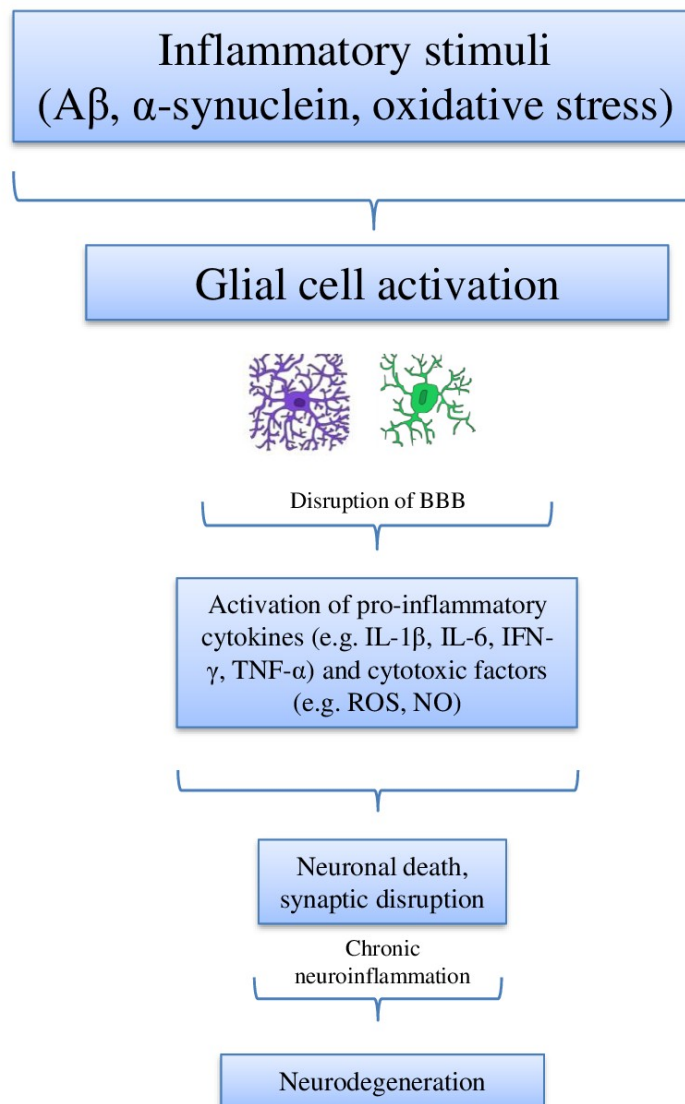 Inflammatory stimuli
(Aβ, α-synuclein, oxidative stress)
Glial cell activation
Disruption of BBB
Activation of pro-inflammatory
cytokines (e.g. IL-1β, IL-6, IFN-
γ, TNF-α) and cytotoxic factors
(e.g. ROS, NO)
Neuronal death,
synaptic disruption
Chronic
neuroinflammation
Neurodegeneration